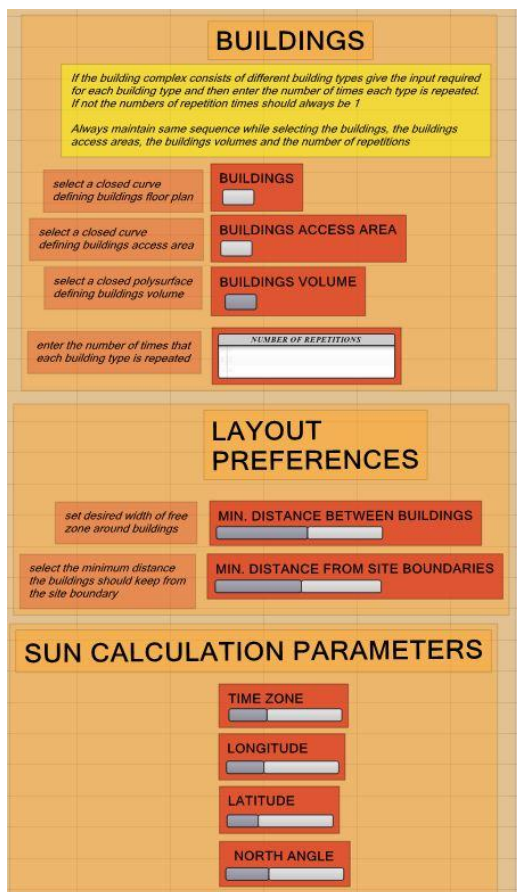 BUILDINGS
If the building complex consists of different building types give the input required
for each building type and then enter the number of times each type is repeated.
If not the numbers of repetition times should always be 1
Always maintain same sequence while selecting the buildings, the buildings
access areas, the buildings volumes and the number of repetitions
select a closed curve
defining buildings floor plan
BUILDINGS
select a closed curve
defining buildings access area
BUILDINGS ACCESS AREA
select a closed polysurface
defining buildings volume
BUILDINGS VOLUME
enter the number of times that
each building type is repeated
NUMBER OF REPETITIONS
LAYOUT
PREFERENCES
set desired width of free
zone around buildings
MIN. DISTANCE BETWEEN BUILDINGS
select the minimum distance
the buildings should keep from
the site boundary
MIN. DISTANCE FROM SITE BOUNDARIES
SUN CALCULATION PARAMETERS
TIME ZONE
LONGITUDE
LATITUDE
NORTH ANGLE